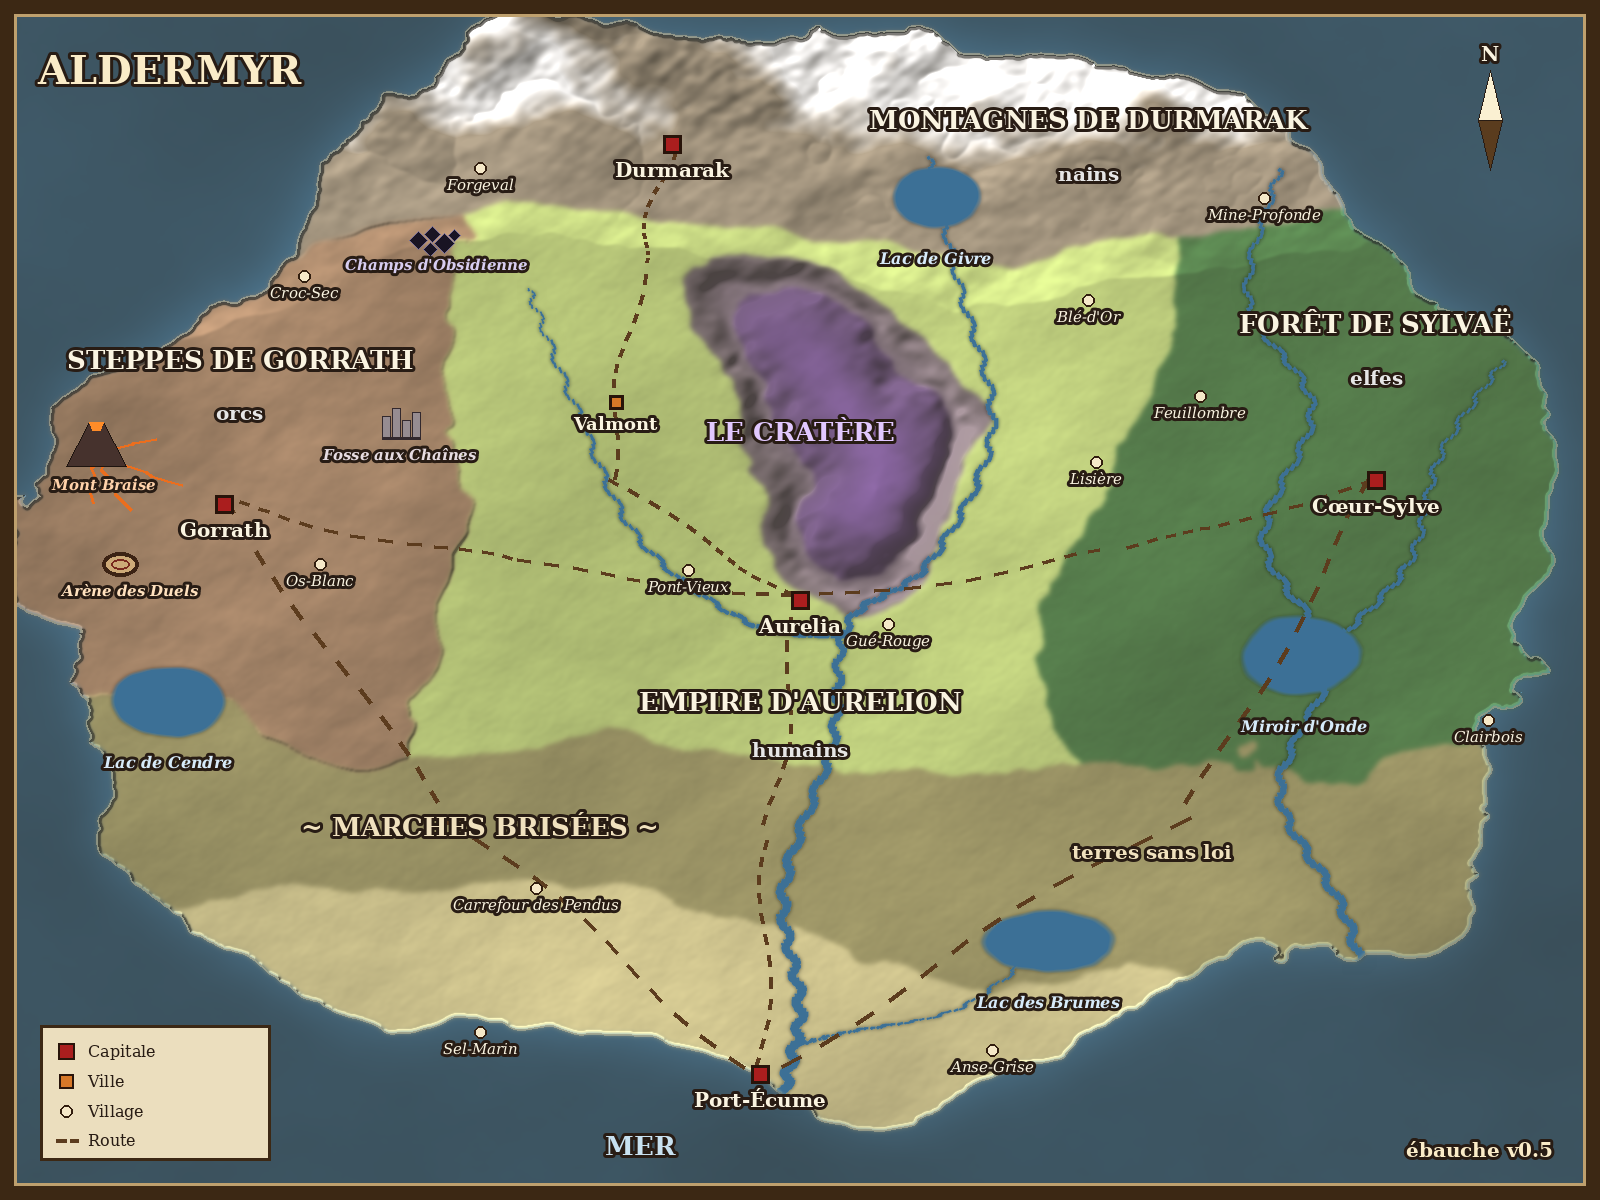 ALDERMYR
N
MONTAGNES DE DURMARAK
nains
Durmarak
Forgeval
Mine-Profonde
Champs d'Obsidienne
Lac de Givre
Croc-Sec
Blé-d'Or
FORÊT DE SYLVAË
elfes
STEPPES DE GORRATH
orcs
Feuillombre
Valmont
LE CRATÈRE
Fosse aux Chaînes
Lisière
Mont Braise
Cœur-Sylve
Gorrath
Os-Blanc
Arène des Duels
Pont-Vieux
Aurelia
Gué-Rouge
EMPIRE D'AURELION
humains
Miroir d'Onde
Clairbois
Lac de Cendre
~ MARCHES BRISÉES ~
terres sans loi
Carrefour des Pendus
Lac des Brumes
Sel-Marin
Anse-Grise
Port-Écume
MER
Capitale
Ville
Village
Route
ébauche v0.5